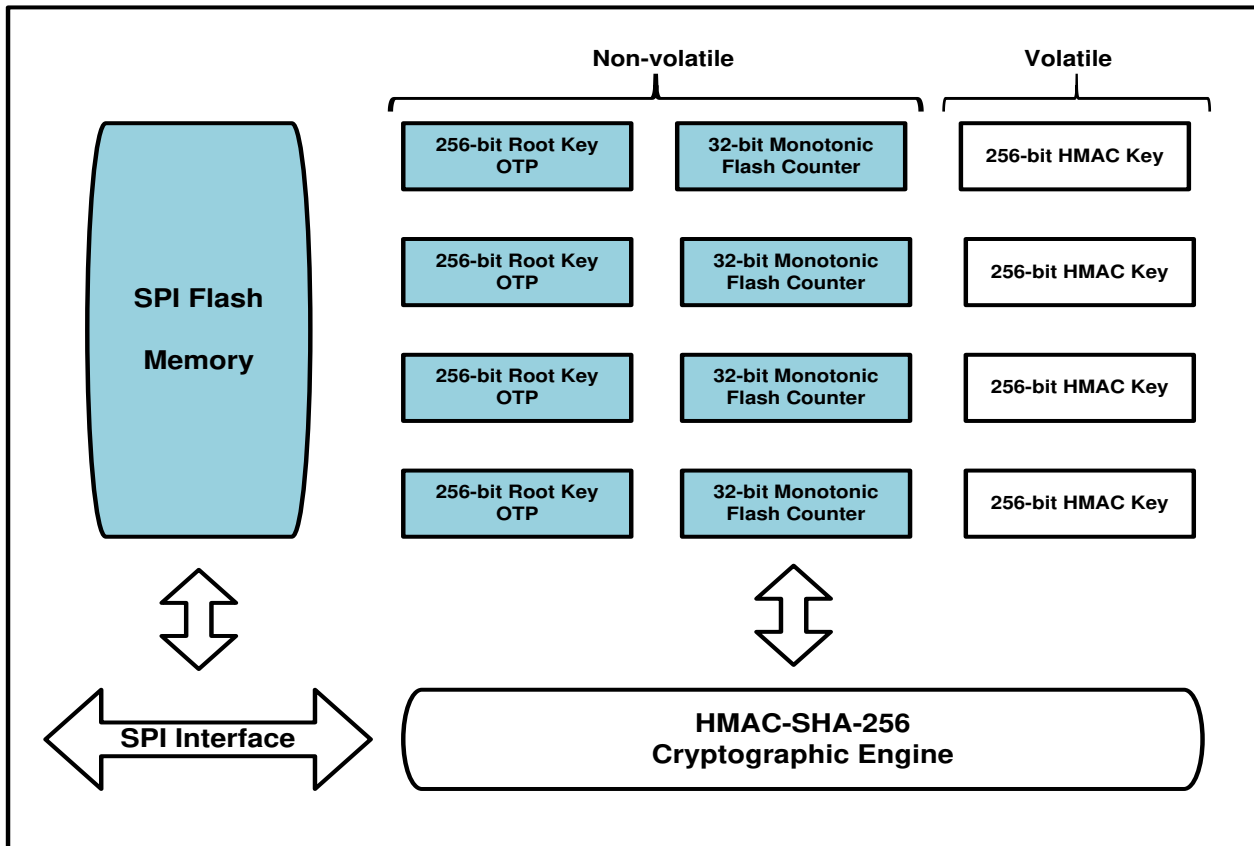 Non-volatile
Volatile
256-bit Root Key
OTP
32-bit Monotonic
Flash Counter
256-bit HMAC Key
256-bit Root Key
OTP
32-bit Monotonic
Flash Counter
256-bit HMAC Key
SPI Flash
Memory
256-bit Root Key
OTP
32-bit Monotonic
Flash Counter
256-bit HMAC Key
256-bit Root Key
OTP
32-bit Monotonic
Flash Counter
256-bit HMAC Key
SPI Interface
HMAC-SHA-256
Cryptographic Engine